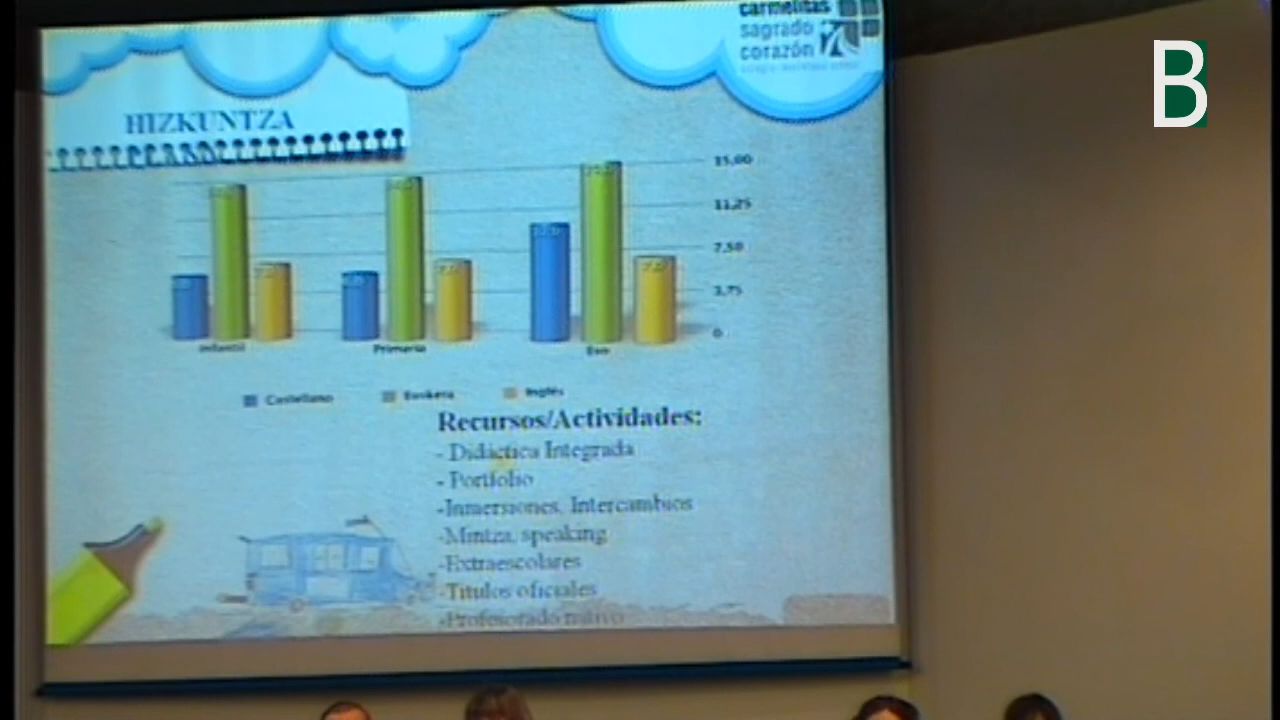 carmelitas
sagrado
corazón
B
HIZKUNTZA
15,00
11,25
7,50
3,75
0
Infantil
Primaria
Eso
Castellano
Euskera
Inglés
Recursos/Actividades:
- Didáctica Integrada
- Portfolio
-Inmersiones, Intercambios
-Mintza, speaking
-Extraescolares
-Títulos oficiales
-Profesorado nativo